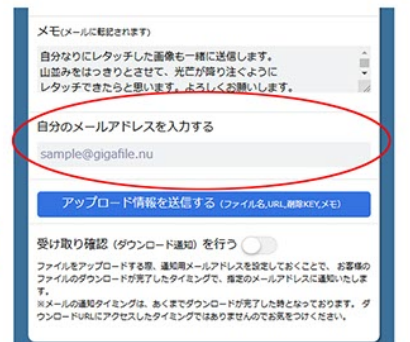 メモ(メールに転記されます)
自分なりにレタッチした画像も一緒に送信します。
山並みをはっきりとさせて、光芒が降り注ぐように
レタッチできたらと思います。よろしくお願いします。
自分のメールアドレスを入力する
sample@gigafile.nu
アップロード情報を送信する (ファイル名,URL,削除KEY,メモ)
受け取り確認 (ダウンロード通知) を行う
ファイルをアップロードする際、通知用メールアドレスを設定しておくことで、お客様の
ファイルのダウンロードが完了したタイミングで、指定のメールアドレスに通知いたしま
す。
※メールの通知タイミングは、あくまでダウンロードが完了した時となっております。ダ
ウンロードURLにアクセスしたタイミングではありませんのでお気をつけください。